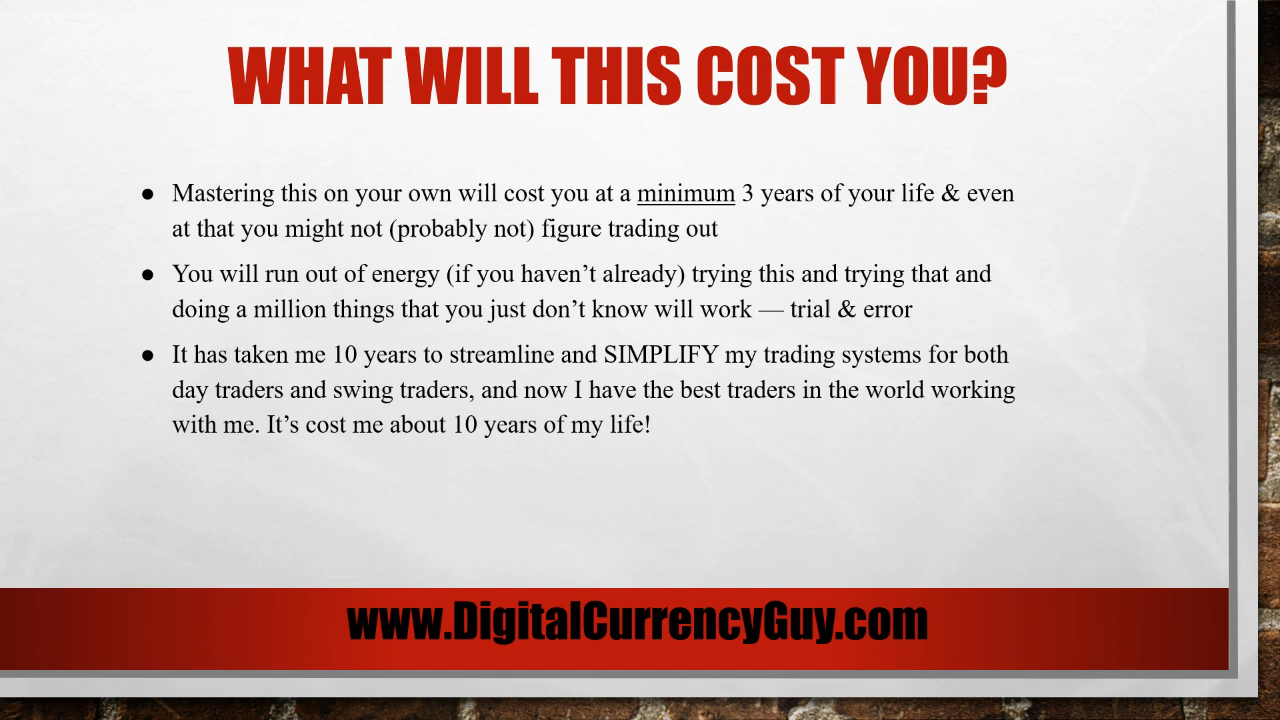 WHAT WILL THIS COST YOU?
● Mastering this on your own will cost you at a minimum 3 years of your life & even
at that you might not (probably not) figure trading out
● You will run out of energy (if you haven’t already) trying this and trying that and
doing a million things that you just don’t know will work — trial & error
● It has taken me 10 years to streamline and SIMPLIFY my trading systems for both
day traders and swing traders, and now I have the best traders in the world working
with me. It’s cost me about 10 years of my life!
www.DigitalCurrencyGuy.com